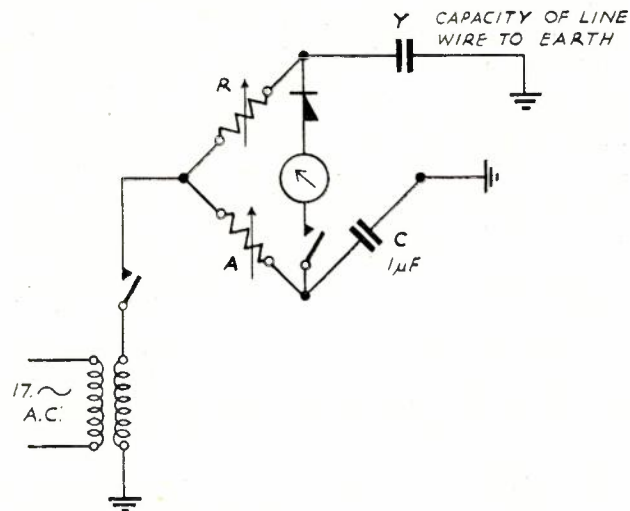 Y CAPACITY OF LINE
WIRE TO EARTH
R
A
C
1µF
17.~
A.C.